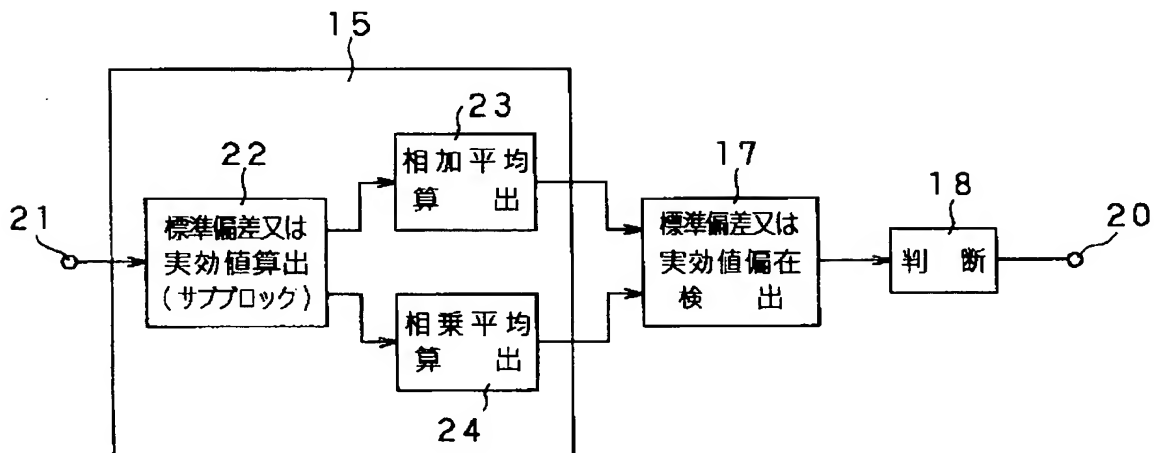 15
23
相加平均
算 出
22
標準偏差又は
実効値算出
(サブブロック)
21
17
標準偏差又は
実効値偏在
検 出
18
判 断
20
相乗平均
算 出
24